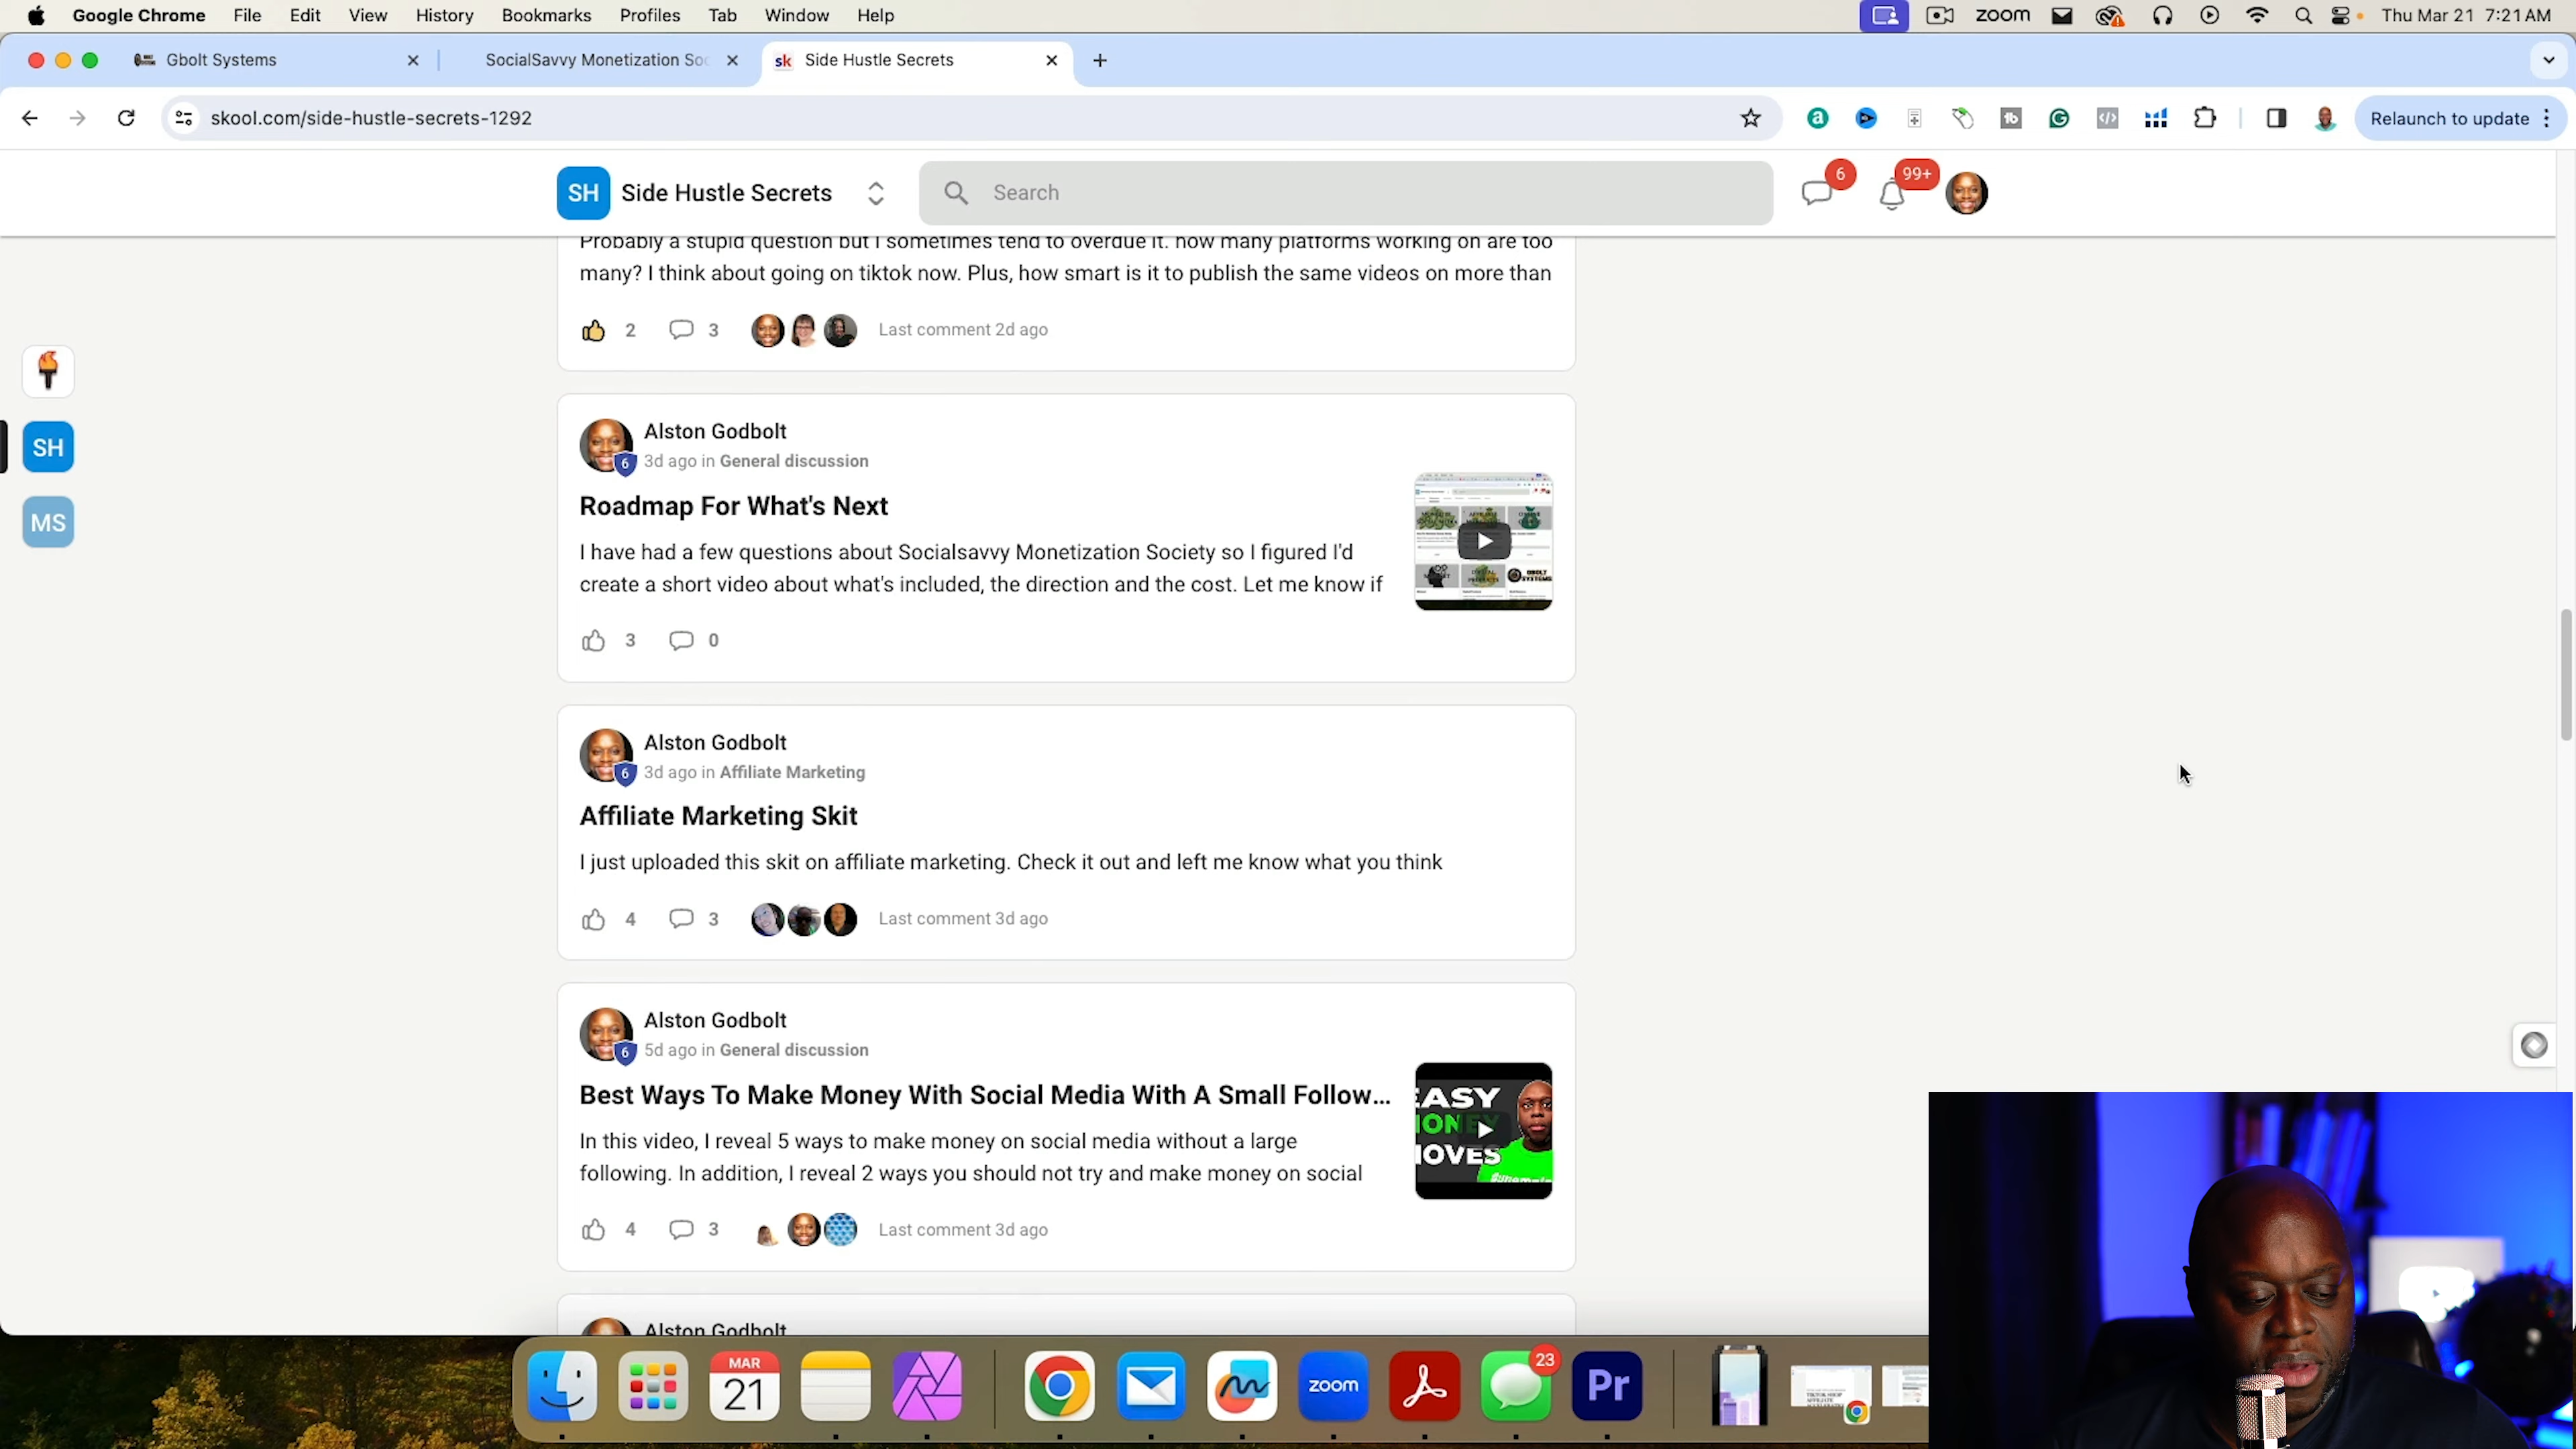 Google Chrome File Edit View History Bookmarks Profiles Tab Window Help zoom Thu Mar 21 7:21 AM
Gbolt Systems SocialSavvy Monetization Soc sk Side Hustle Secrets
skool.com/side-hustle-secrets-1292 Relaunch to update
SH Side Hustle Secrets Search 6 99+
Probably a stupid question but I sometimes tend to overdue it. how many platforms working on are too
many? I think about going on tiktok now. Plus, how smart is it to publish the same videos on more than
2 3 Last comment 2d ago
SH
MS
Alston Godbolt
6 3d ago in General discussion
Roadmap For What's Next
I have had a few questions about Socialsavvy Monetization Society so I figured I'd
create a short video about what's included, the direction and the cost. Let me know if
3 0
Alston Godbolt
6 3d ago in Affiliate Marketing
Affiliate Marketing Skit
I just uploaded this skit on affiliate marketing. Check it out and left me know what you think
4 3 Last comment 3d ago
Alston Godbolt
6 5d ago in General discussion
Best Ways To Make Money With Social Media With A Small Follow...
In this video, I reveal 5 ways to make money on social media without a large
following. In addition, I reveal 2 ways you should not try and make money on social
EASY
MONEY
MOVES
4 3 Last comment 3d ago
Alston Godbolt
MAR
21
zoom
23
Pr